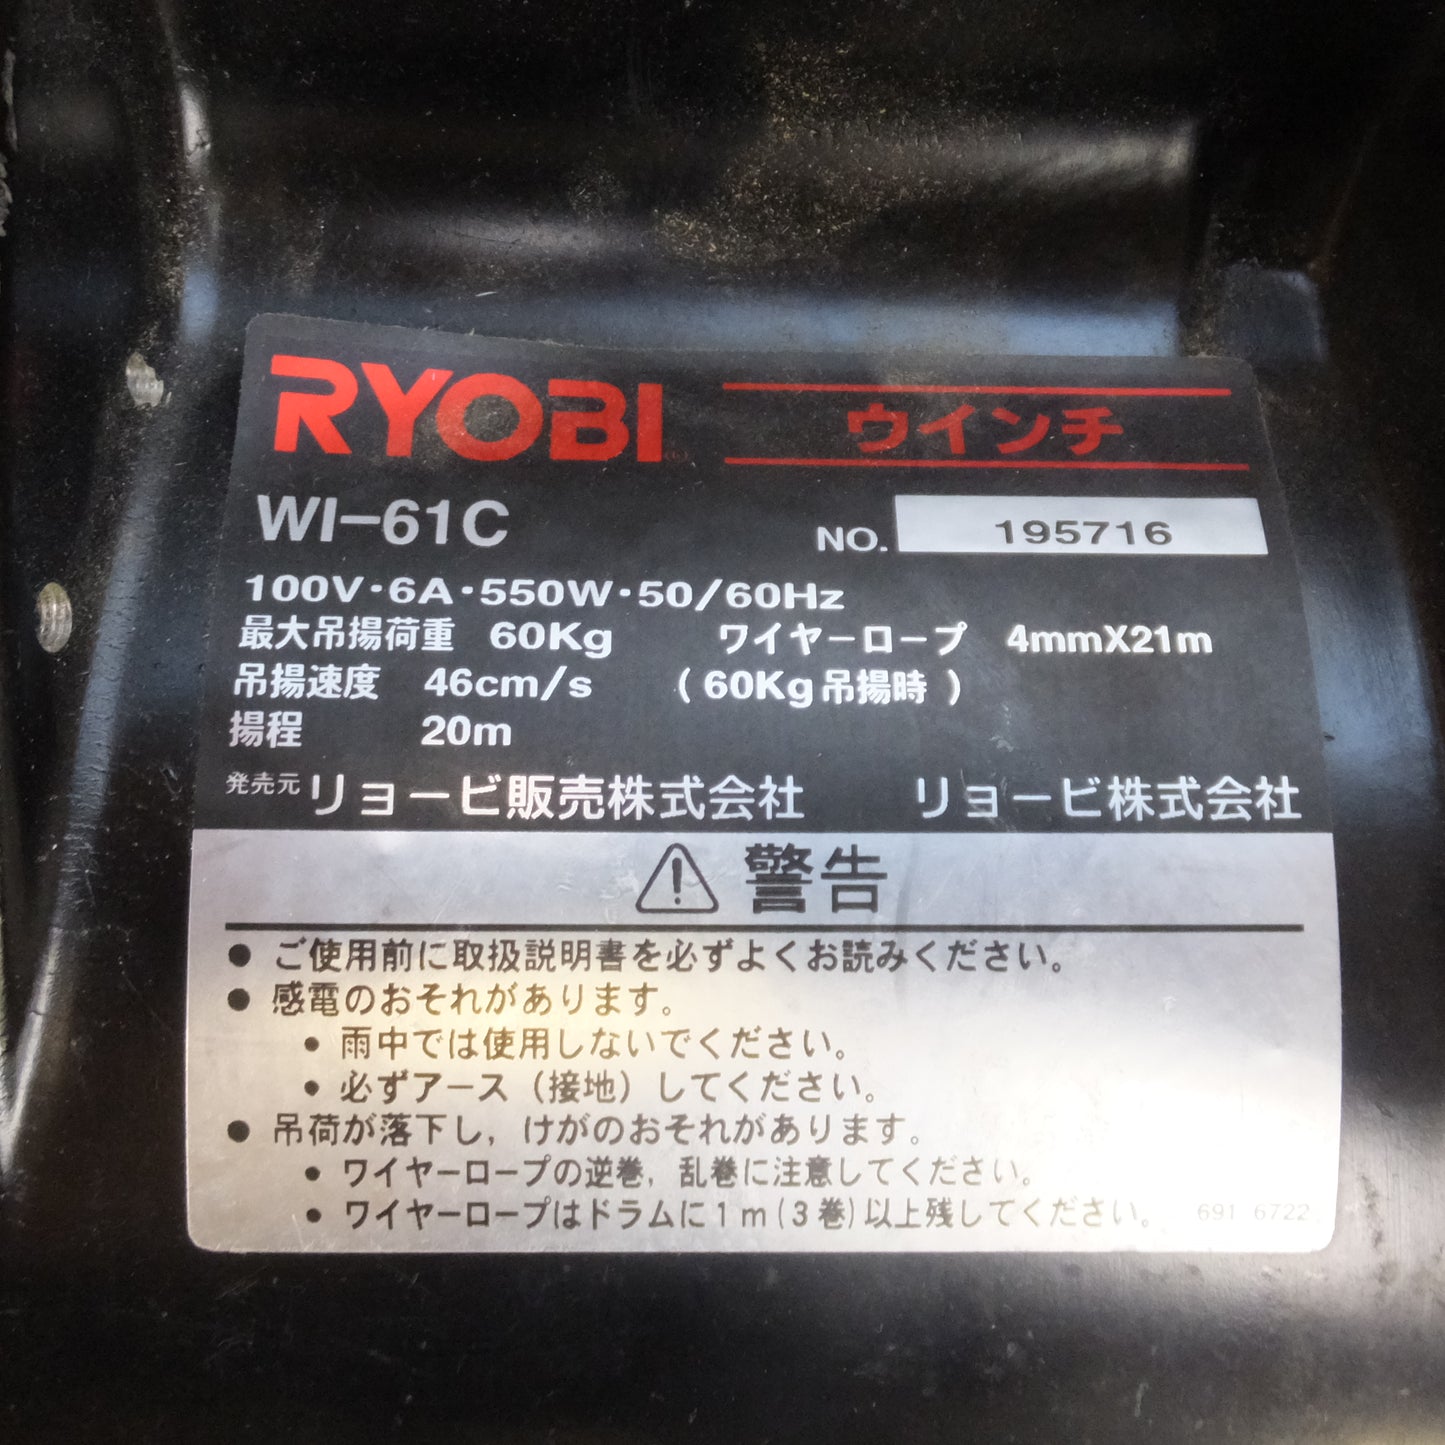 RYOBI® ウインチ
WI-61C NO. 195716
100V・6A・550W・50/60Hz
最大吊揚荷重 60Kg ワイヤーロープ 4mmX21m
吊揚速度 46cm/s (60Kg吊揚時)
揚程 20m
発売元 リョービ販売株式会社 リョービ株式会社
警告
● ご使用前に取扱説明書を必ずよくお読みください。
● 感電のおそれがあります。
・雨中では使用しないでください。
・必ずアース(接地)してください。
● 吊荷が落下し,けがのおそれがあります。
・ワイヤーロープの逆巻,乱巻に注意してください。
・ワイヤーロープはドラムに1m(3巻)以上残してください。 691 6722